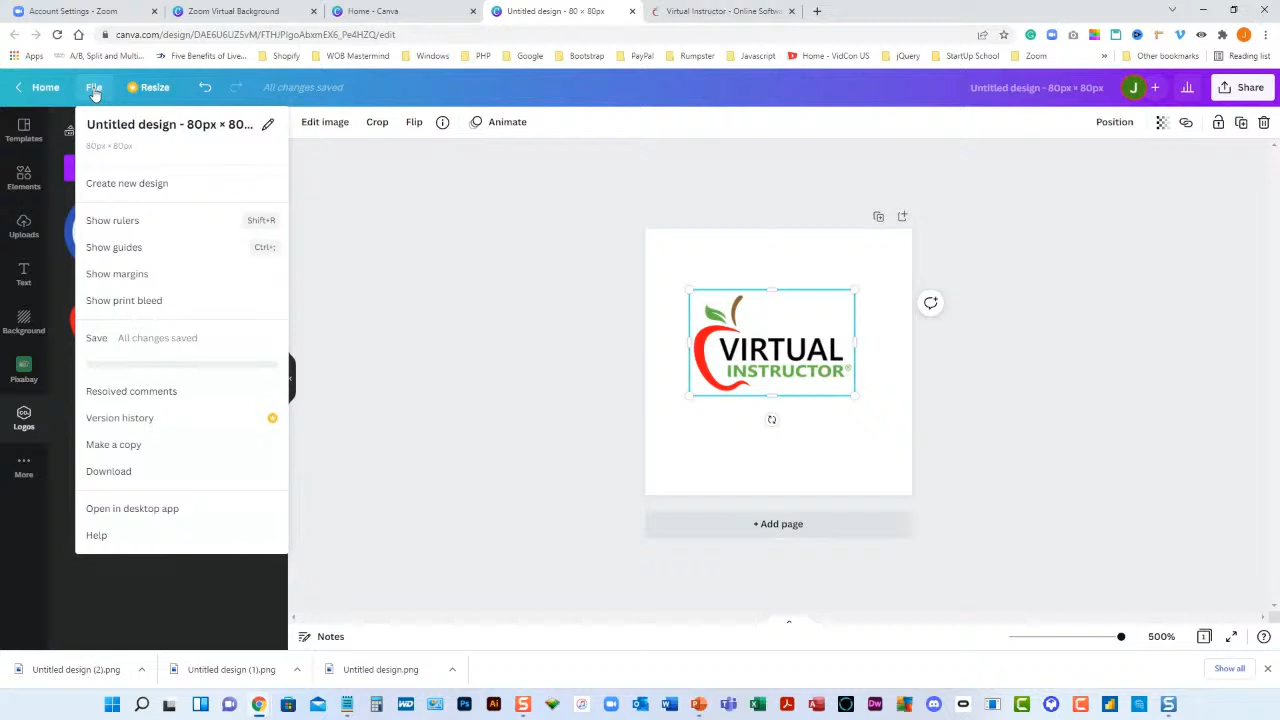 Account Settings - Zoom
Zoom Virtual Background
Home - Canva
Untitled design - 80 × 80px
Virtual Instructor - Online Softw
canva.com/design/DAE6U6UZ5vM/FTHJPIgoAbxmEX6_Pe4HZQ/edit
Apps
A/B, Split and Multi...
Five Benefits of Live...
Shopify
WOB Mastermind
Windows
PHP
Google
Bootstrap
PayPal
Rumpster
Javascript
Home - VidCon US
jQuery
StartUp School
Zoom
Other bookmarks
Reading list
Home
File
Resize
All changes saved
Untitled design - 80px × 80px
J
Share
Untitled design - 80px × 80...
80px × 80px
Edit image
Crop
Flip
Animate
Position
Templates
Elements
Uploads
Text
Background
Pixabay
CO.
Logos
More
Create new design
Show rulers
Shift+R
Show guides
Ctrl+;
Show margins
Show print bleed
Save
All changes saved
Resolved comments
Version history
Make a copy
Download
Open in desktop app
Help
VIRTUAL
INSTRUCTOR®
+ Add page
Notes
500%
1
Untitled design (2).png
Untitled design (1).png
Untitled design.png
Show all